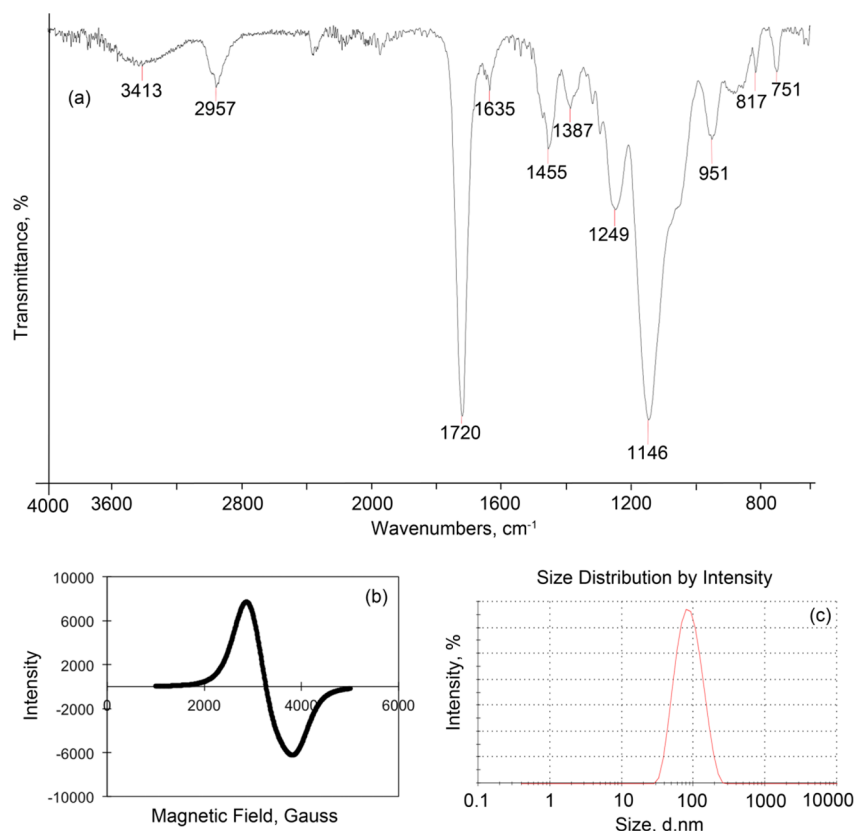 (a)
3413
2957
1720
1635
1455
1387
1249
1146
951
817
751
Transmittance, %
4000 3600 2800 2000 1600 1200 800
Wavenumbers, cm⁻¹
(b)
10000
6000
2000
-2000
-6000
-10000
0 2000 4000 6000
Intensity
Magnetic Field, Gauss
Size Distribution by Intensity
(c)
Intensity, %
0.1 1 10 100 1000 10000
Size, d.nm